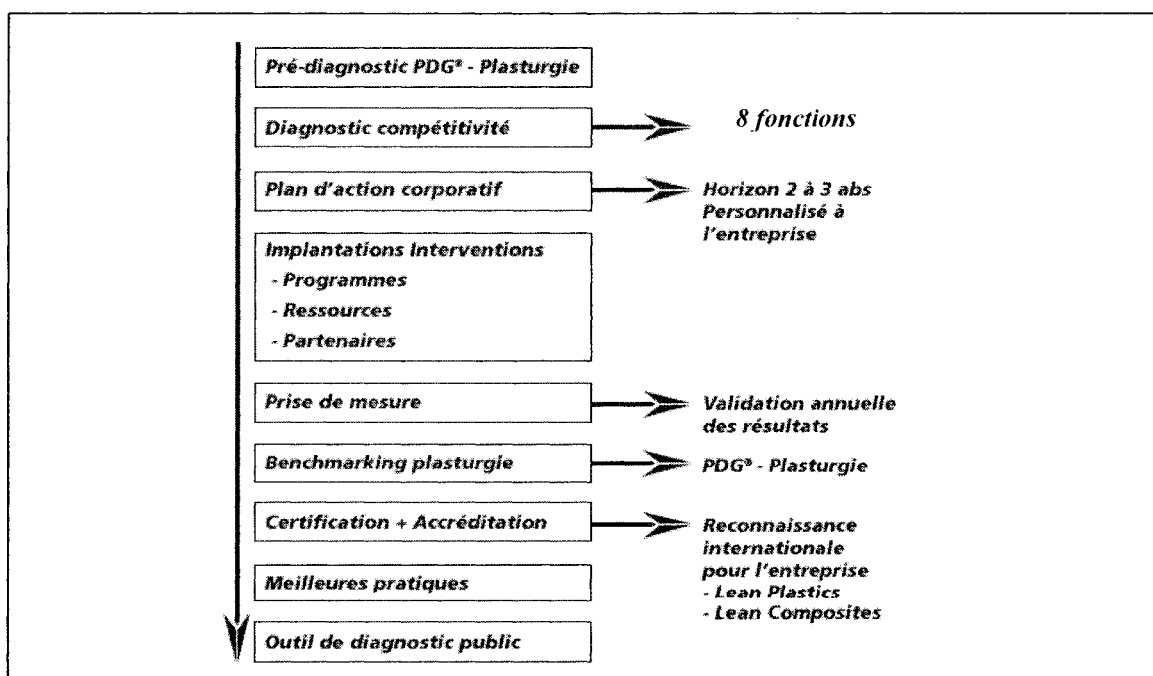 Pré-diagnostic PDG® - Plasturgie
Diagnostic compétitivité
8 fonctions
Plan d'action corporatif
Horizon 2 à 3 abs
Personnalisé à
l'entreprise
Implantations Interventions
- Programmes
- Ressources
- Partenaires
Prise de mesure
Validation annuelle
des résultats
Benchmarking plasturgie
PDG® - Plasturgie
Certification + Accréditation
Reconnaissance
internationale
pour l'entreprise
- Lean Plastics
- Lean Composites
Meilleures pratiques
Outil de diagnostic public